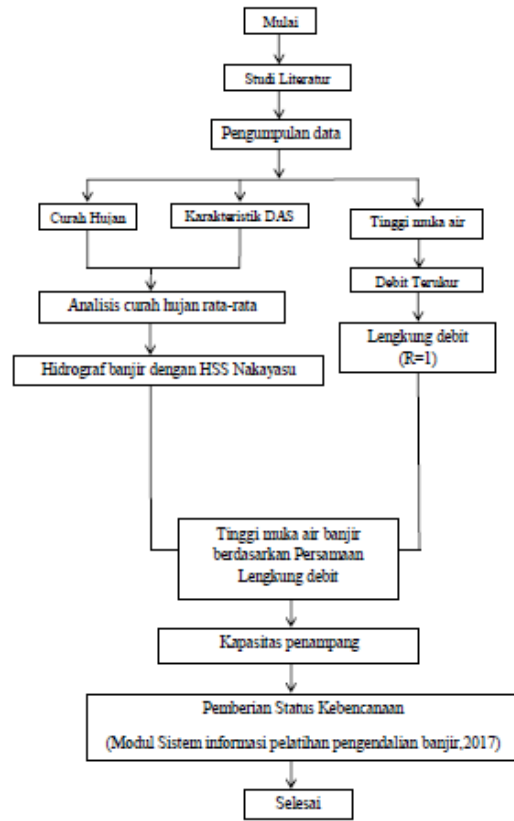 Mulai
Studi Literatur
Pengumpulan data
Curah Hujan
Karakteristik DAS
Tinggi muka air
Debit Terukur
Analisis curah hujan rata-rata
Lengkung debit
(R=1)
Hidrograf banjir dengan HSS Nakayasu
Tinggi muka air banjir
berdasarkan Persamaan
Lengkung debit
Kapasitas penampang
Pemberian Status Kebencanaan
(Modul Sistem informasi pelatihan pengendalian banjir,2017)
Selesai